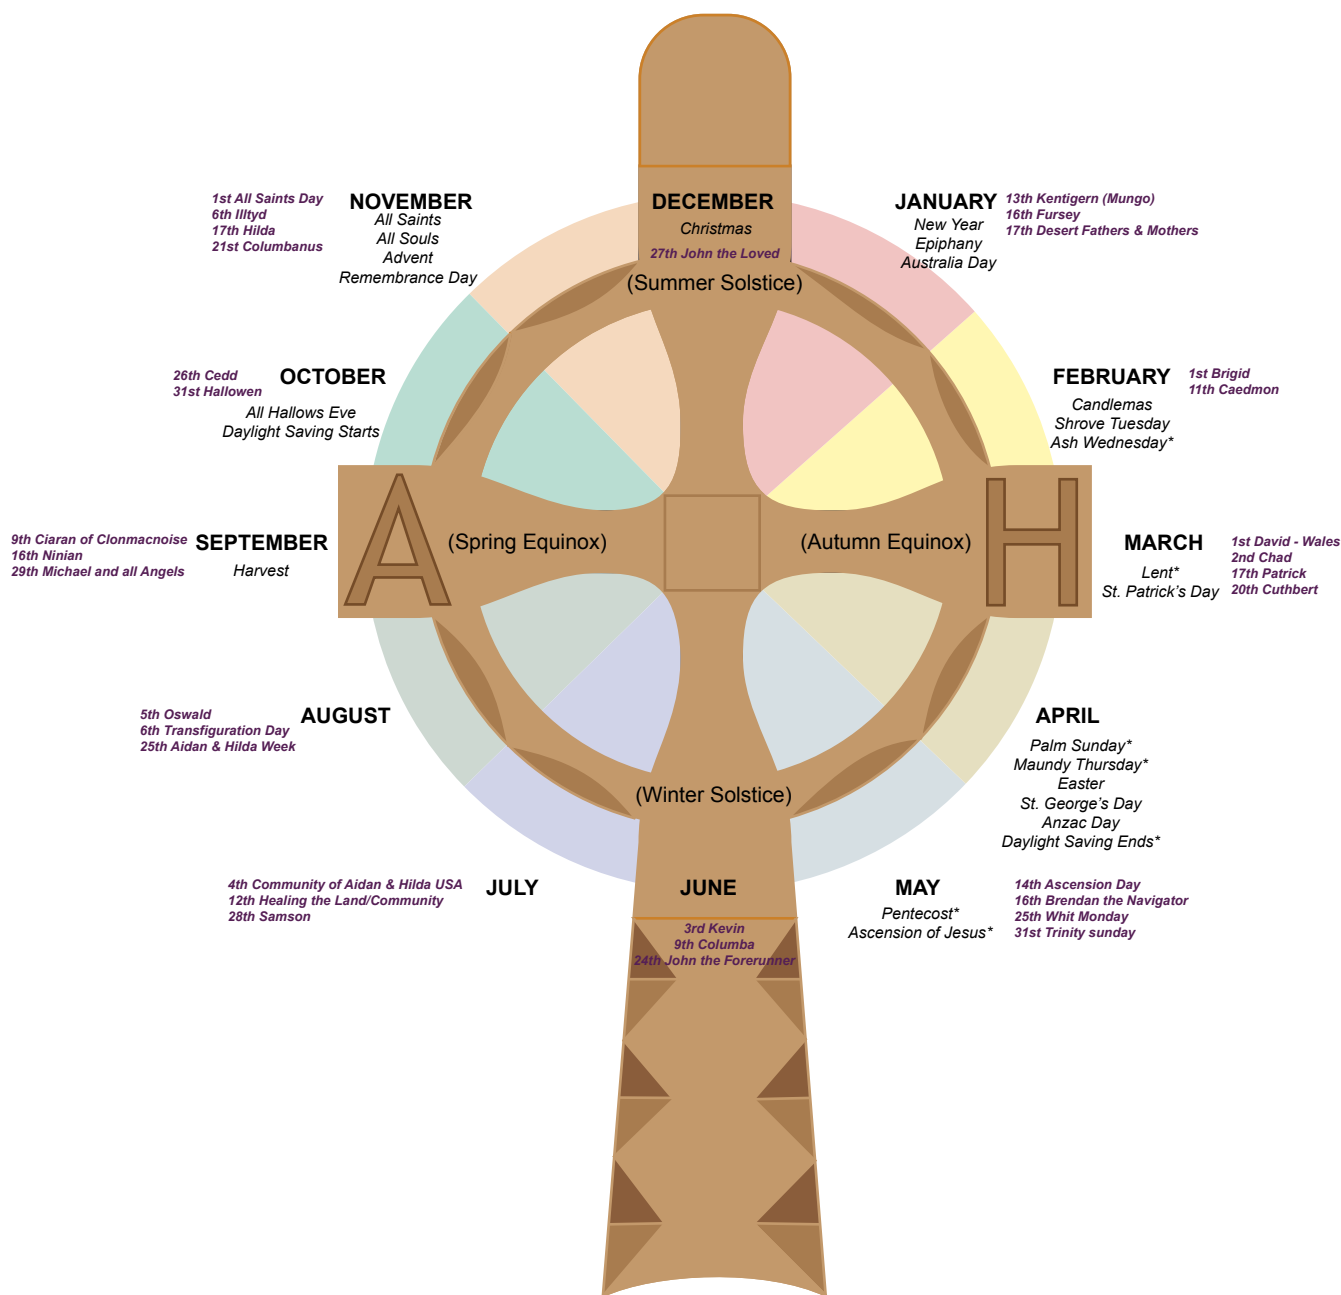 DECEMBER
Christmas
27th John the Loved
(Summer Solstice)
JANUARY
New Year
Epiphany
Australia Day
13th Kentigern (Mungo)
16th Fursey
17th Desert Fathers & Mothers
FEBRUARY
Candlemas
Shrove Tuesday
Ash Wednesday*
1st Brigid
11th Caedmon
H
(Autumn Equinox)
MARCH
Lent*
St. Patrick's Day
1st David - Wales
2nd Chad
17th Patrick
20th Cuthbert
APRIL
Palm Sunday*
Maundy Thursday*
Easter
St. George's Day
Anzac Day
Daylight Saving Ends*
MAY
Pentecost*
Ascension of Jesus*
14th Ascension Day
16th Brendan the Navigator
25th Whit Monday
31st Trinity sunday
(Winter Solstice)
JUNE
3rd Kevin
9th Columba
24th John the Forerunner
4th Community of Aidan & Hilda USA
12th Healing the Land/Community
28th Samson
JULY
5th Oswald
6th Transfiguration Day
25th Aidan & Hilda Week
AUGUST
9th Ciaran of Clonmacnoise
16th Ninian
29th Michael and all Angels
SEPTEMBER
Harvest
A
(Spring Equinox)
26th Cedd
31st Hallowen
OCTOBER
All Hallows Eve
Daylight Saving Starts
1st All Saints Day
6th Illtyd
17th Hilda
21st Columbanus
NOVEMBER
All Saints
All Souls
Advent
Remembrance Day